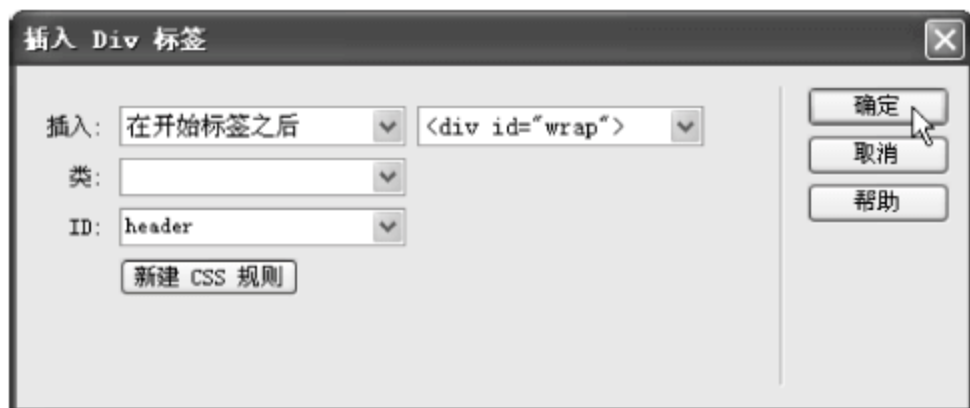 插入 Div 标签
插入: 在开始标签之后 <div id="wrap"> 确定
类: 取消
ID: header 帮助
新建 CSS 规则